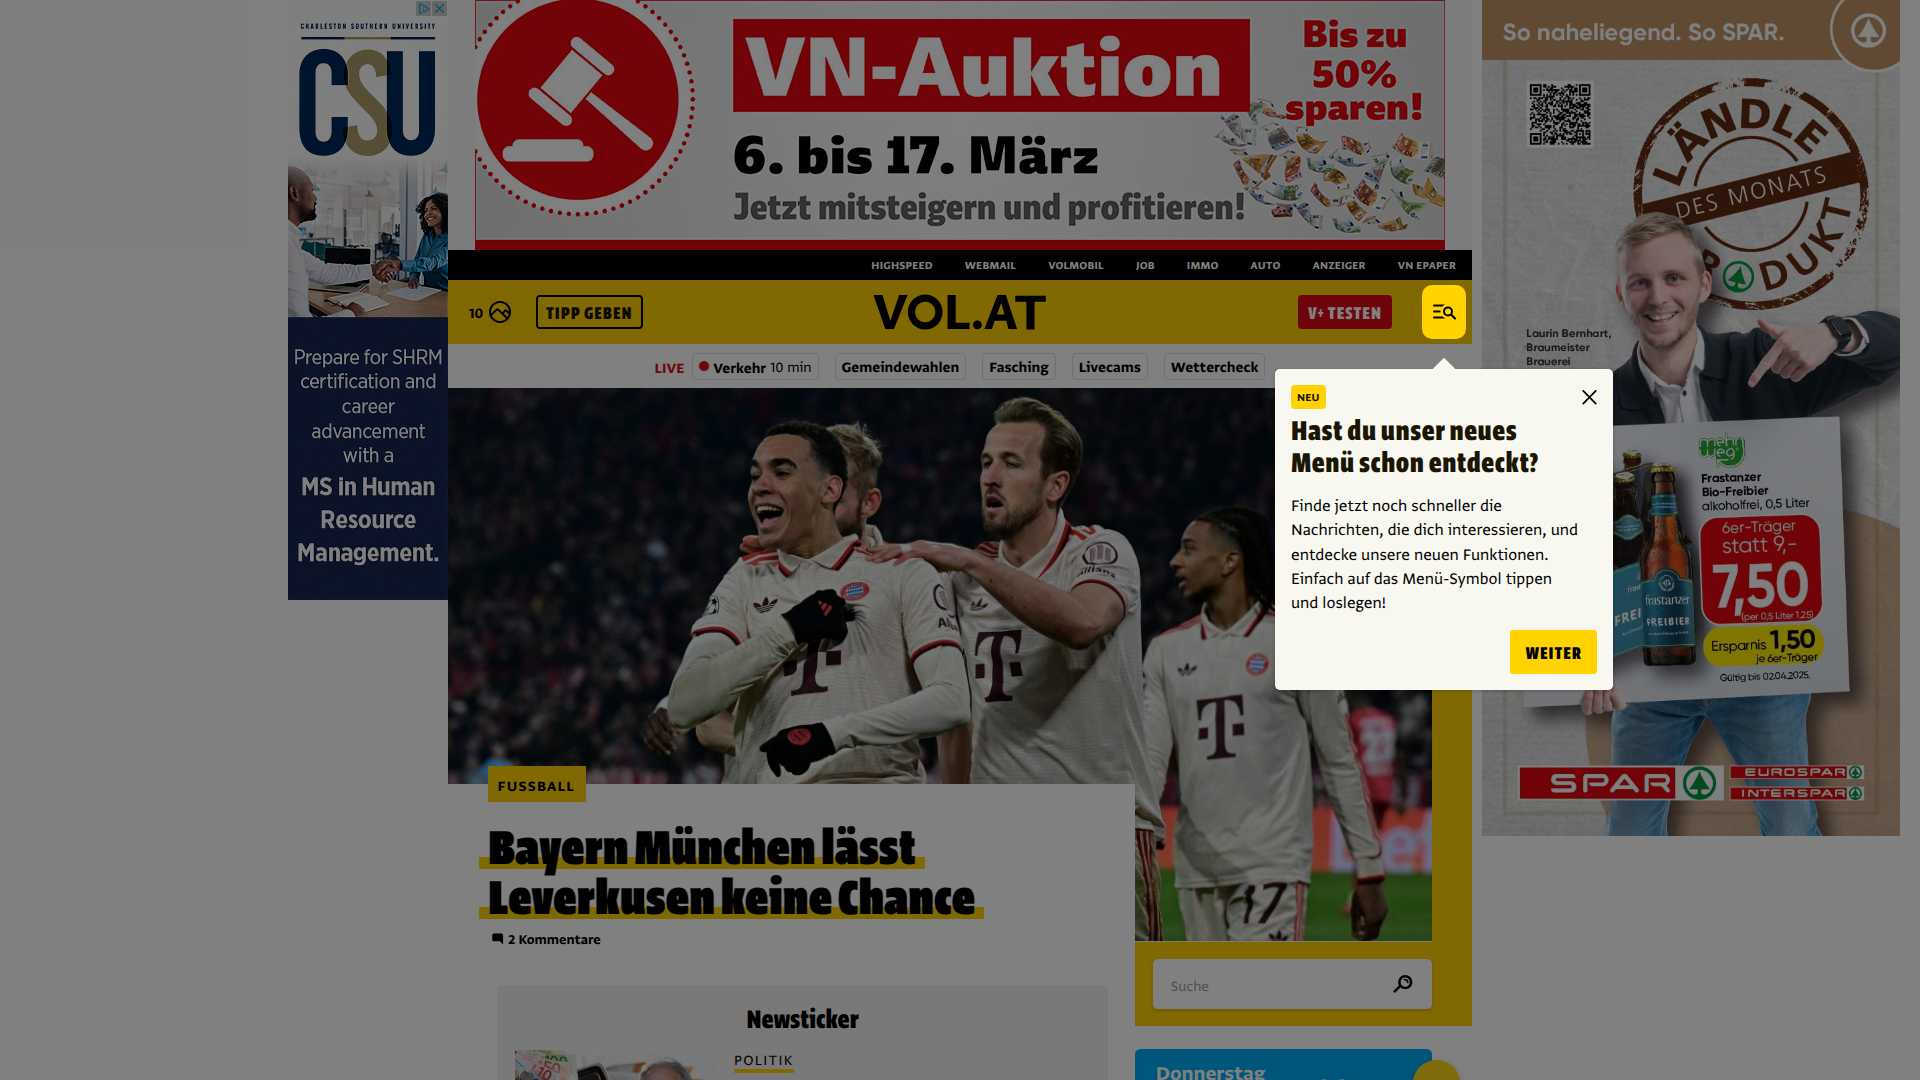 CHARLESTON SOUTHERN UNIVERSITY
CSU
Prepare for SHRM
certification and
career
advancement
with a
MS in Human
Resource
Management.
VN-Auktion
6. bis 17. März
Jetzt mitsteigern und profitieren!
Bis zu
50%
sparen!
So naheliegend. So SPAR.
LÄNDLE
DES MONATS
PRODUKT
Laurin Bernhart,
Braumeister
Brauerei
mehr
weg
Frastanzer
Bio-Freibier
alkoholfrei, 0,5 Liter
6er-Träger
statt 9,-
7,50
(per 0,5 Liter 1.25)
Ersparnis 1,50
je 6er-Träger
Gültig bis 02.04.2025.
frastanzer
FREIBIER
SPAR
EUROSPAR
INTERSPAR
HIGHSPEED WEBMAIL VOLMOBIL JOB IMMO AUTO ANZEIGER VN EPAPER
10 TIPP GEBEN VOL.AT V+ TESTEN
LIVE Verkehr 10 min Gemeindewahlen Fasching Livecams Wettercheck
NEU
Hast du unser neues
Menü schon entdeckt?
Finde jetzt noch schneller die
Nachrichten, die dich interessieren, und
entdecke unsere neuen Funktionen.
Einfach auf das Menü-Symbol tippen
und loslegen!
WEITER
T
T
T
17
FUSSBALL
Bayern München lässt
Leverkusen keine Chance
2 Kommentare
Suche
Newsticker
POLITIK
Donnerstag